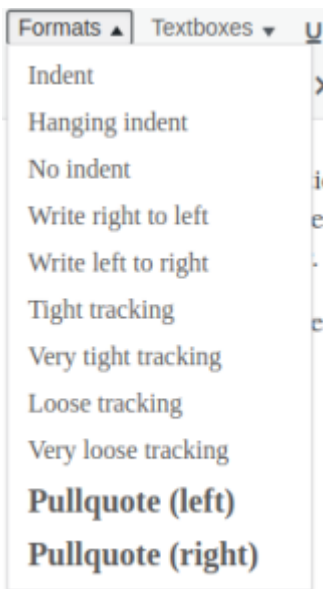 Formats ▲ Textboxes ▼ U
Indent
Hanging indent
No indent
Write right to left
Write left to right
Tight tracking
Very tight tracking
Loose tracking
Very loose tracking
Pullquote (left)
Pullquote (right)